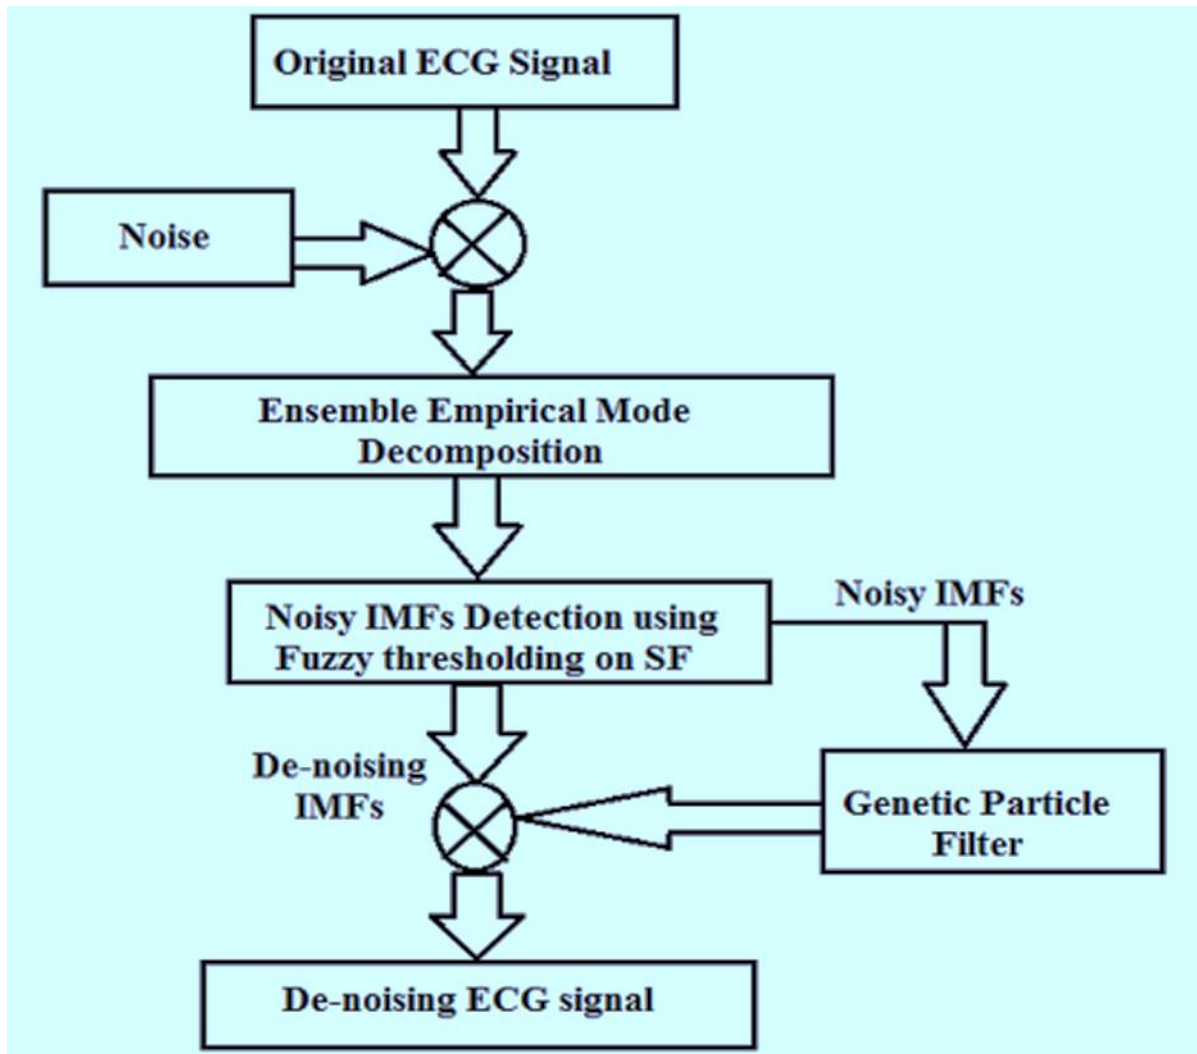 Original ECG Signal
Noise
Ensemble Empirical Mode
Decomposition
Noisy IMFs Detection using
Fuzzy thresholding on SF
Noisy IMFs
De-noising
IMFs
Genetic Particle
Filter
De-noising ECG signal